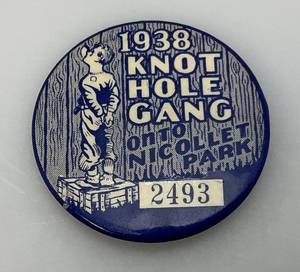 1938
KNOT
HOLE
GANG
ON TO
NICOLLET
PARK
2493